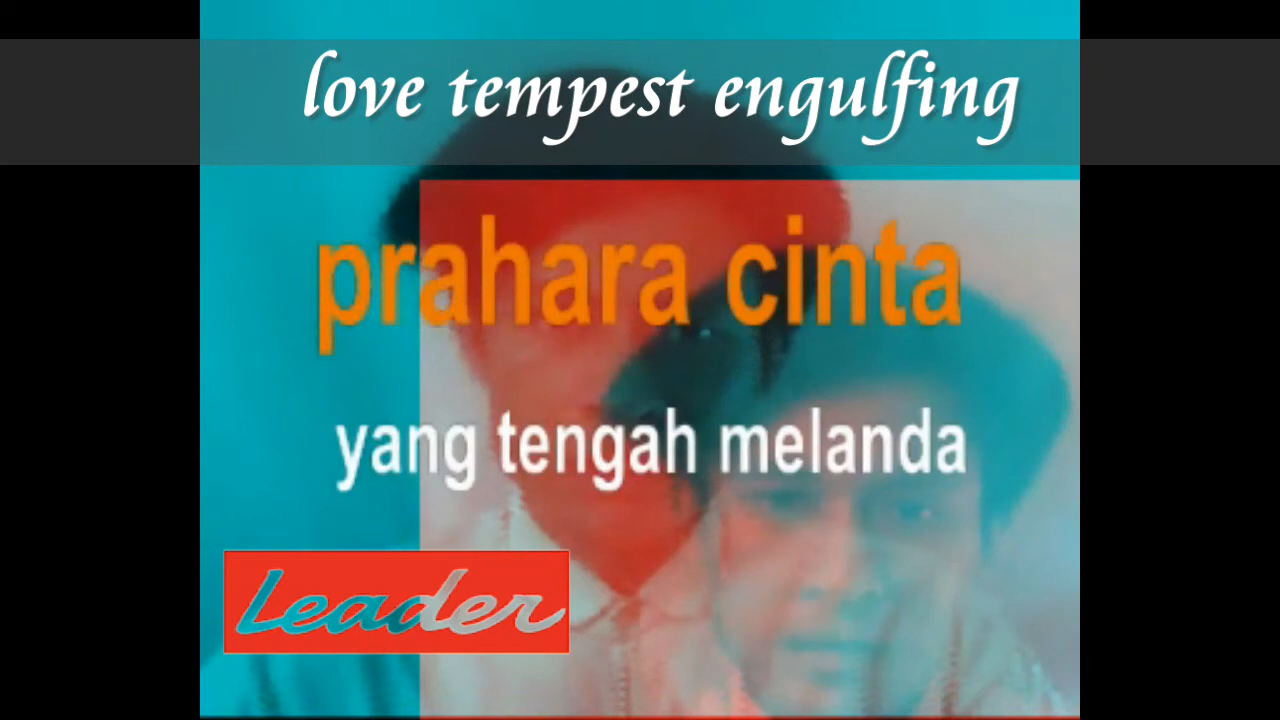 love tempest engulfing
prahara cinta
yang tengah melanda
Leader